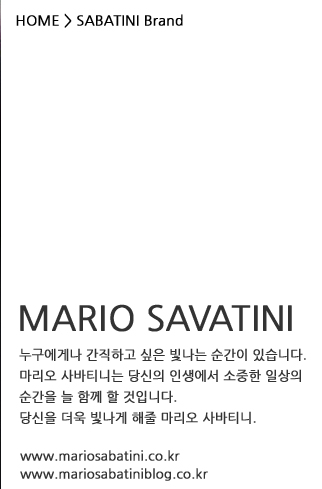 HOME > SABATINI Brand
MARIO SAVATINI
누구에게나 간직하고 싶은 빛나는 순간이 있습니다.
마리오 사바티니는 당신의 인생에서 소중한 일상의
순간을 늘 함께 할 것입니다.
당신을 더욱 빛나게 해줄 마리오 사바티니.
www.mariosabatini.co.kr
www.mariosabatiniblog.co.kr